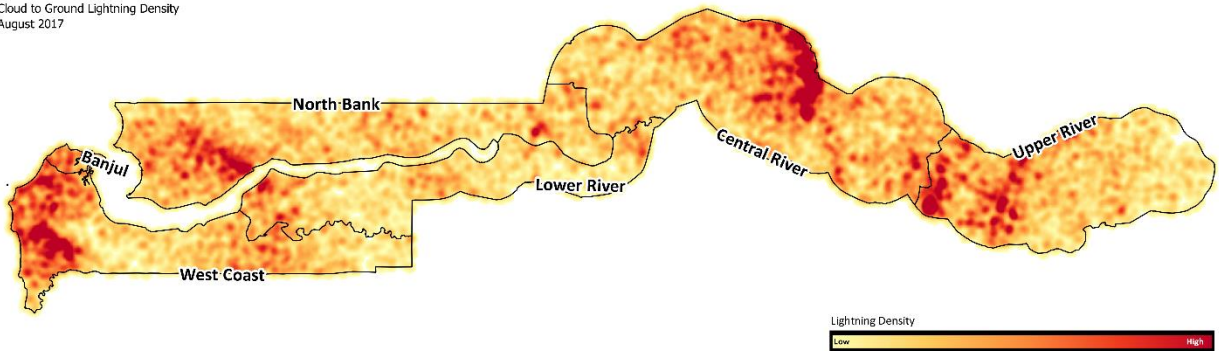 Cloud to Ground Lightning Density
August 2017
North Bank
Banjul
Upper River
Central River
Lower River
West Coast
Lightning Density
Low
High